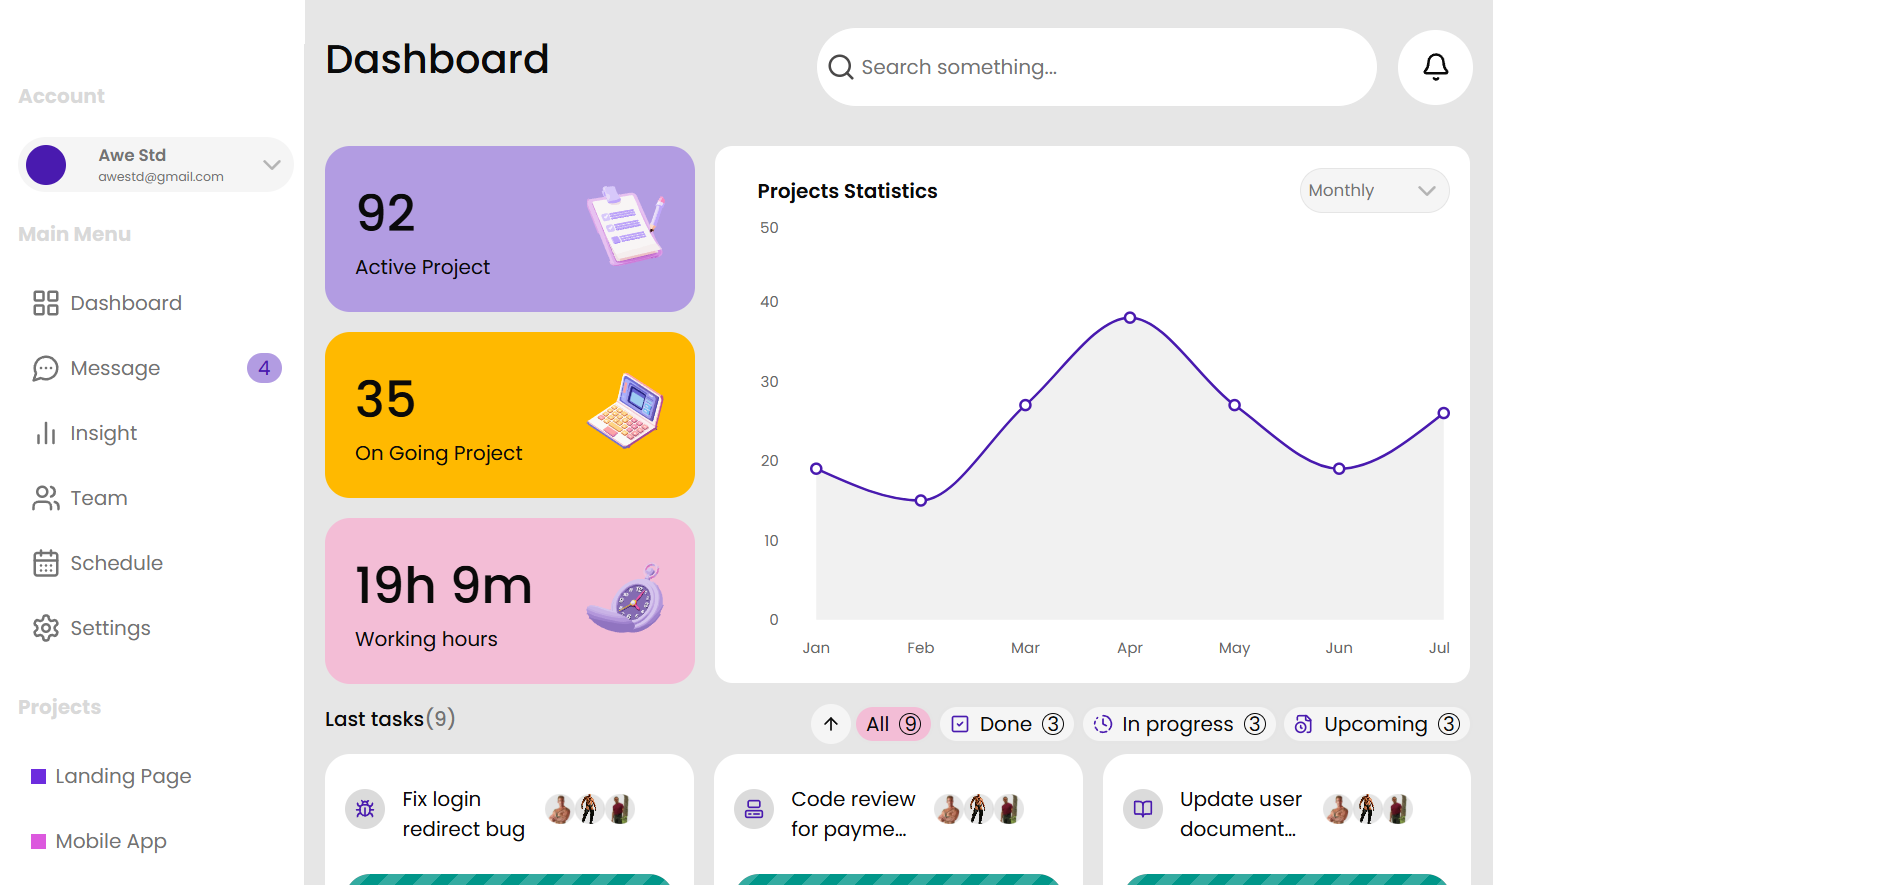 Account
Awe Std
awestd@gmail.com
Main Menu
Dashboard
Message 4
Insight
Team
Schedule
Settings
Projects
Landing Page
Mobile App
Dashboard
Search something...
92
Active Project
35
On Going Project
19h 9m
Working hours
Projects Statistics
Monthly
50
40
30
20
10
0
Jan Feb Mar Apr May Jun Jul
Last tasks(9)
All 9 Done 3 In progress 3 Upcoming 3
Fix login
redirect bug
Code review
for payme...
Update user
document...